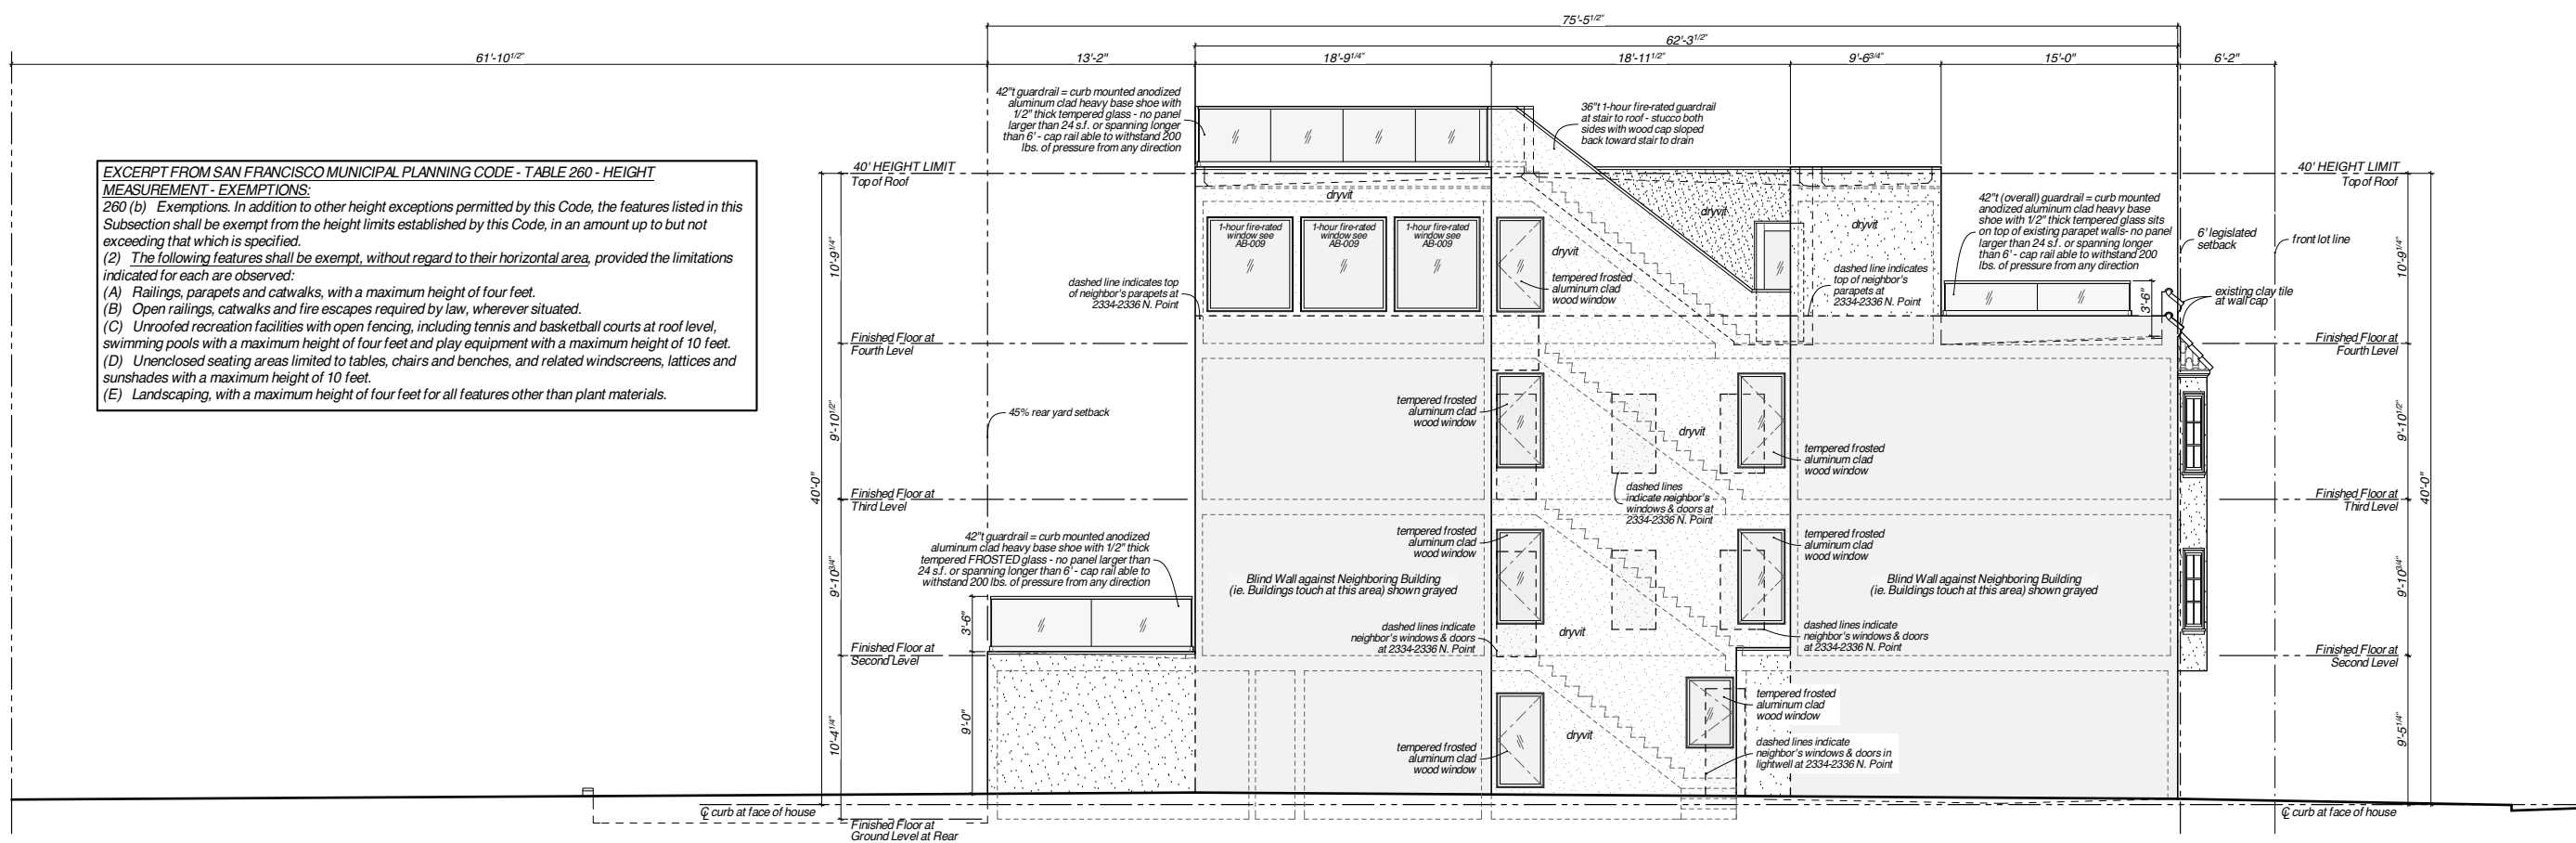 75'-5 1/2"
62'-3 1/2"
61'-10 1/2"
13'-2"
18'-9 1/4"
18'-11 1/2"
9'-6 3/4"
15'-0"
6'-2"
EXCERPT FROM SAN FRANCISCO MUNICIPAL PLANNING CODE - TABLE 260 - HEIGHT
MEASUREMENT - EXEMPTIONS:
260 (b) Exemptions. In addition to other height exceptions permitted by this Code, the features listed in this
Subsection shall be exempt from the height limits established by this Code, in an amount up to but not
exceeding that which is specified.
(2) The following features shall be exempt, without regard to their horizontal area, provided the limitations
indicated for each are observed:
(A) Railings, parapets and catwalks, with a maximum height of four feet.
(B) Open railings, catwalks and fire escapes required by law, wherever situated.
(C) Unroofed recreation facilities with open fencing, including tennis and basketball courts at roof level,
swimming pools with a maximum height of four feet and play equipment with a maximum height of 10 feet.
(D) Unenclosed seating areas limited to tables, chairs and benches, and related windscreens, lattices and
sunshades with a maximum height of 10 feet.
(E) Landscaping, with a maximum height of four feet for all features other than plant materials.
42"t guardrail = curb mounted anodized
aluminum clad heavy base shoe with
1/2" thick tempered glass - no panel
larger than 24 s.f. or spanning longer
than 6' - cap rail able to withstand 200
lbs. of pressure from any direction
36"t 1-hour fire-rated guardrail
at stair to roof - stucco both
sides with wood cap sloped
back toward stair to drain
40' HEIGHT LIMIT
Top of Roof
40' HEIGHT LIMIT
Top of Roof
dryvit
dryvit
dryvit
dryvit
42"t (overall) guardrail = curb mounted
anodized aluminum clad heavy base
shoe with 1/2" thick tempered glass sits
on top of existing parapet walls- no panel
larger than 24 s.f. or spanning longer
than 6' - cap rail able to withstand 200
lbs. of pressure from any direction
6' legislated
setback
front lot line
1-hour fire-rated
window see
AB-009
1-hour fire-rated
window see
AB-009
1-hour fire-rated
window see
AB-009
tempered frosted
aluminum clad
wood window
10'-9 1/4"
10'-9 1/4"
dashed line indicates top
of neighbor's parapets at
2334-2336 N. Point
dashed line indicates
top of neighbor's
parapets at
2334-2336 N. Point
3'-6"
existing clay tile
at wall cap
Finished Floor at
Fourth Level
Finished Floor at
Fourth Level
45% rear yard setback
tempered frosted
aluminum clad
wood window
dryvit
tempered frosted
aluminum clad
wood window
9'-10 1/2"
9'-10 1/2"
40'-0"
40'-0"
dashed lines
indicate neighbor's
windows & doors at
2334-2336 N. Point
Finished Floor at
Third Level
Finished Floor at
Third Level
42"t guardrail = curb mounted anodized
aluminum clad heavy base shoe with 1/2" thick
tempered FROSTED glass - no panel larger than
24 s.f. or spanning longer than 6' - cap rail able to
withstand 200 lbs. of pressure from any direction
tempered frosted
aluminum clad
wood window
tempered frosted
aluminum clad
wood window
9'-10 3/4"
9'-10 3/4"
Blind Wall against Neighboring Building
(ie. Buildings touch at this area) shown grayed
Blind Wall against Neighboring Building
(ie. Buildings touch at this area) shown grayed
3'-6"
dashed lines indicate
neighbor's windows & doors
at 2334-2336 N. Point
dryvit
dashed lines indicate
neighbor's windows & doors
at 2334-2336 N. Point
Finished Floor at
Second Level
Finished Floor at
Second Level
9'-0"
10'-4 1/4"
9'-5 1/4"
tempered frosted
aluminum clad
wood window
dryvit
tempered frosted
aluminum clad
wood window
dashed lines indicate
neighbor's windows & doors in
lightwell at 2334-2336 N. Point
℄ curb at face of house
℄ curb at face of house
Finished Floor at
Ground Level at Rear